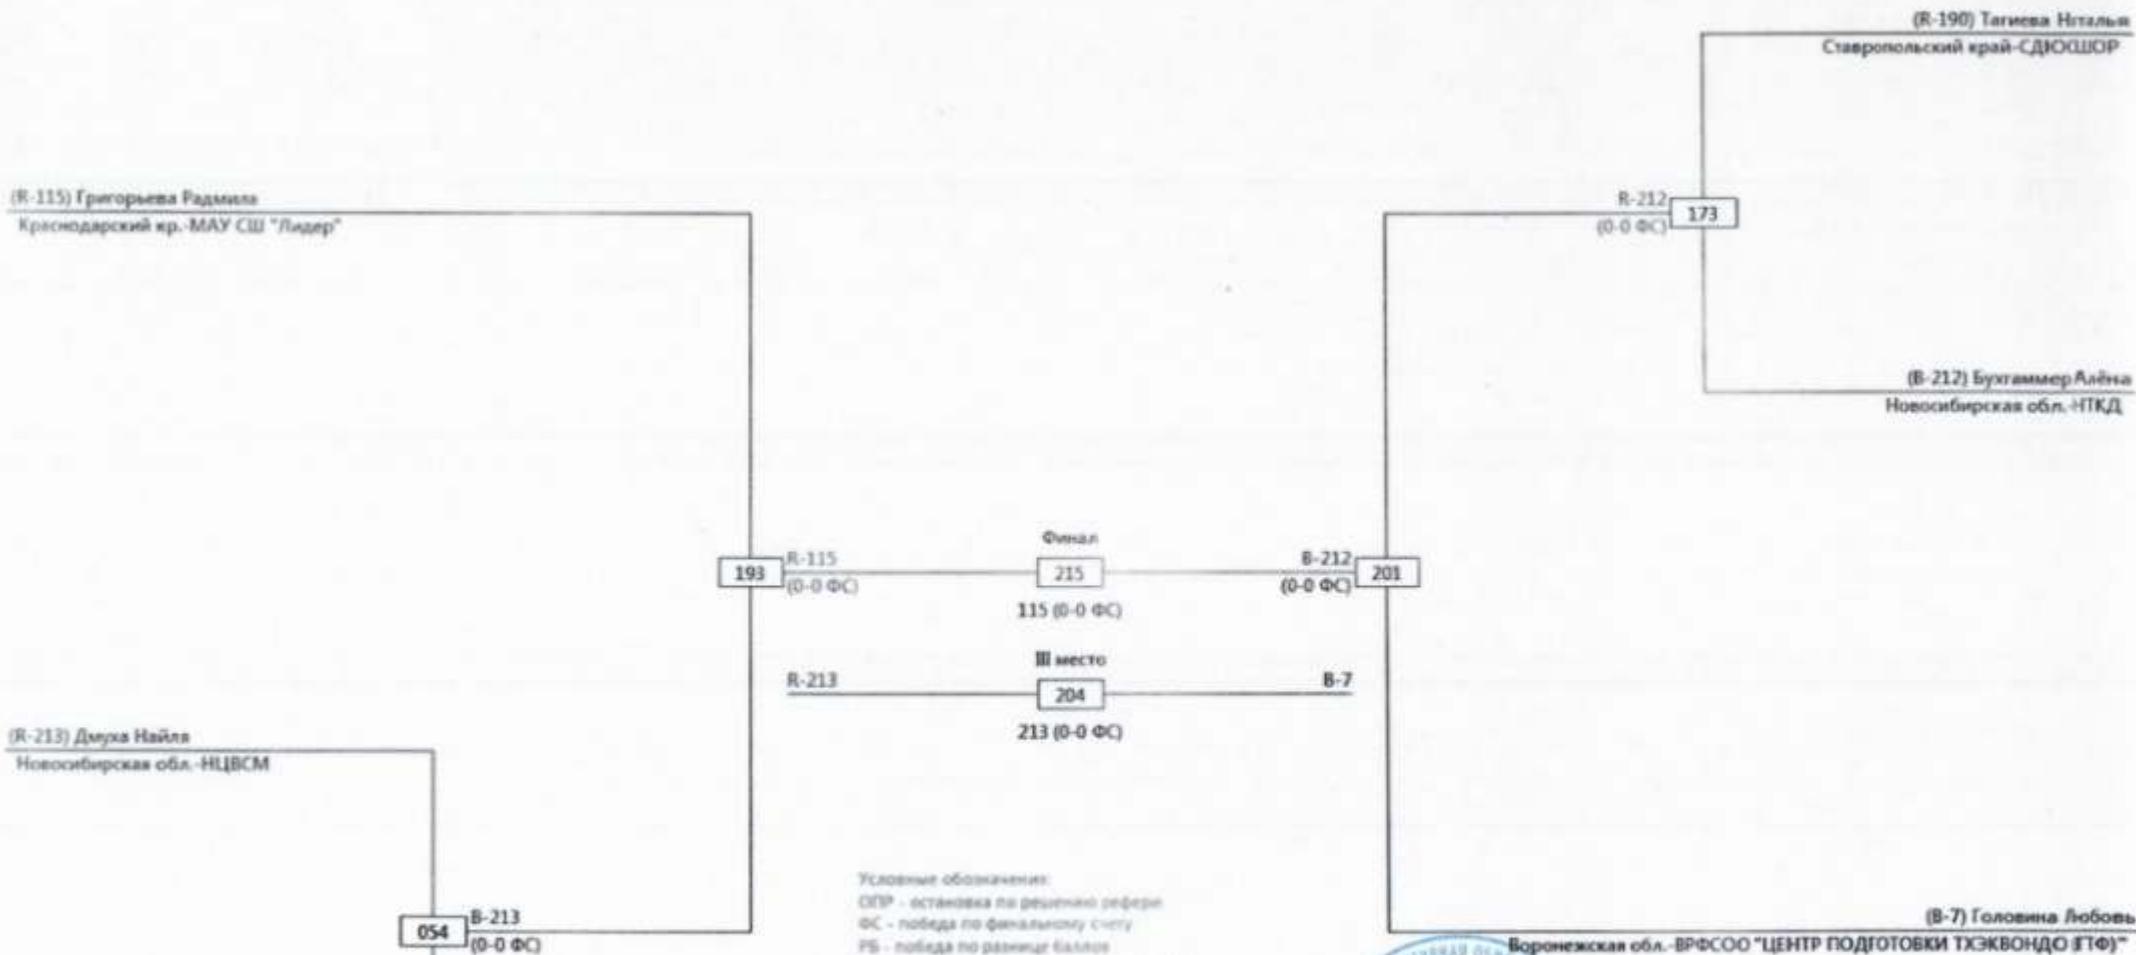 (R-190) Тагиева Нтталья
Ставропольский край-СДЮСШОР
(R-115) Григорьева Радмила
Краснодарский кр.-МАУ СШ "Лидер"
R-212
(0-0 ФС)
173
(B-212) Бухгаммер Алёна
Новосибирская обл.-НТКД
Финал
193
R-115
(0-0 ФС)
215
B-212
(0-0 ФС)
201
115 (0-0 ФС)
III место
R-213
204
B-7
213 (0-0 ФС)
(R-213) Дмуха Найля
Новосибирская обл.-НЦВСМ
Условные обозначения:
ОПР - остановка по решению рефери
ФС - победа по финальному счету
РБ - победа по разнице баллов
054
B-213
(0-0 ФС)
(B-7) Головина Любовь
Воронежская обл.-ВРФСОО "ЦЕНТР ПОДГОТОВКИ ТХЭКВОНДО (ГТФ)"